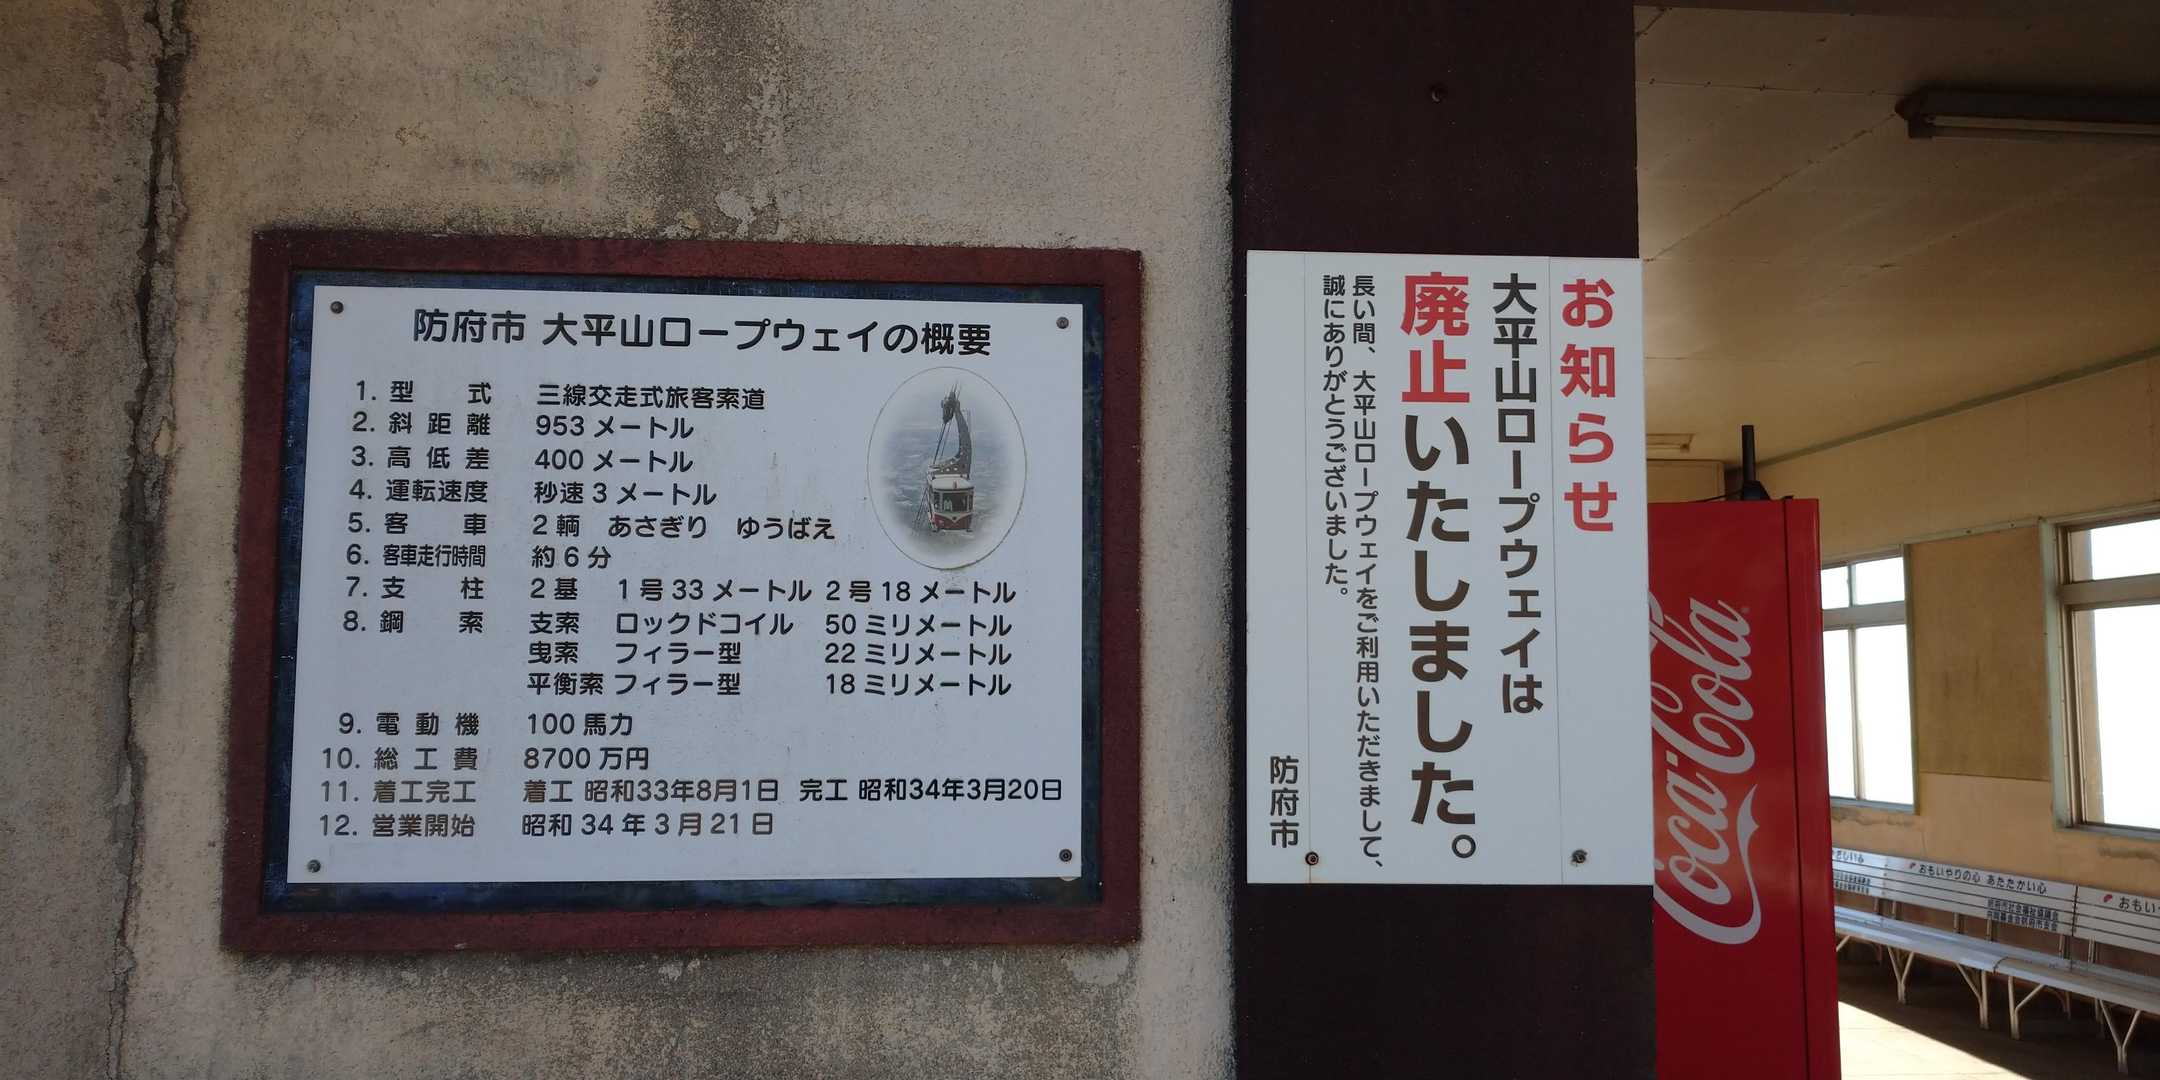 防府市 大平山ロープウェイの概要
1. 型式 三線交走式旅客索道
2. 斜距離 953メートル
3. 高低差 400メートル
4. 運転速度 秒速3メートル
5. 客車 2輌 あさぎり ゆうばえ
6. 客車走行時間 約6分
7. 支柱 2基 1号33メートル 2号18メートル
8. 鋼索 支索 ロックドコイル 50ミリメートル
曳索 フィラー型 22ミリメートル
平衡索 フィラー型 18ミリメートル
9. 電動機 100馬力
10. 総工費 8700万円
11. 着工完工 着工 昭和33年8月1日 完工 昭和34年3月20日
12. 営業開始 昭和34年3月21日
お知らせ
大平山ロープウェイは
廃止いたしました。
長い間、大平山ロープウェイをご利用いただきまして、
誠にありがとうございました。
防府市
Coca-Cola
おもいやりの心 あたたかい心